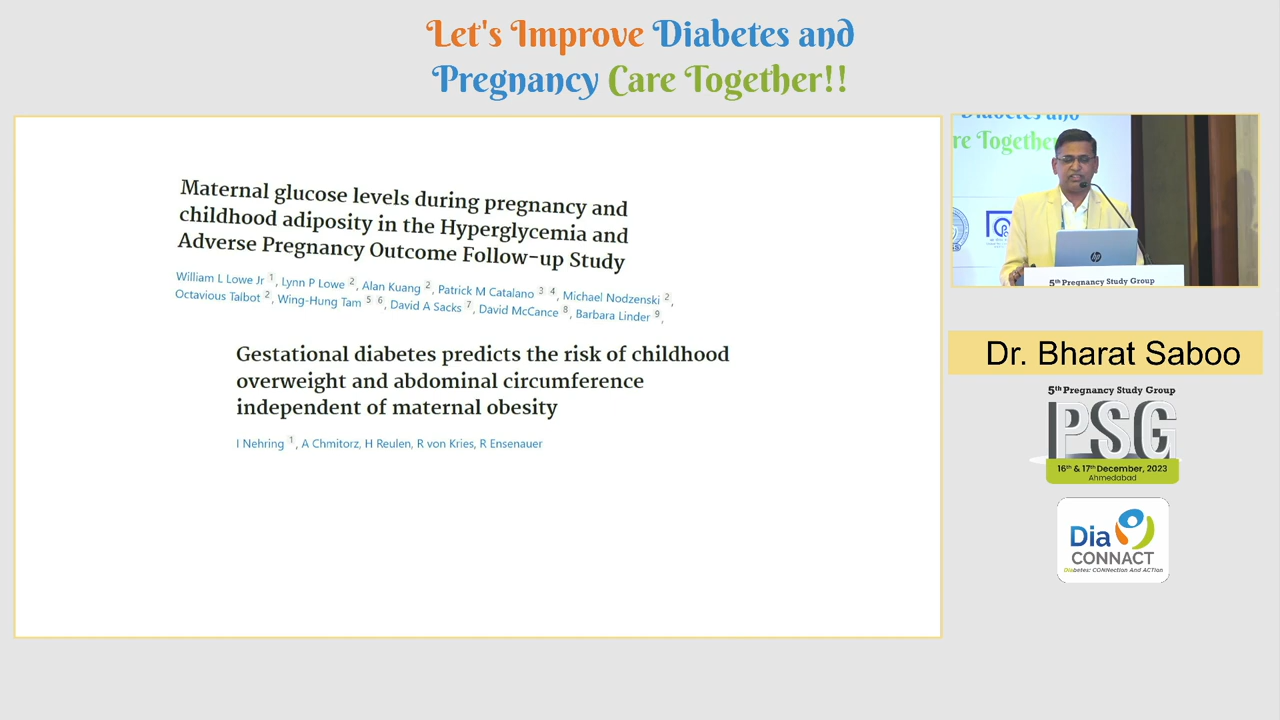 Let's Improve Diabetes and
Pregnancy Care Together!!
Maternal glucose levels during pregnancy and
childhood adiposity in the Hyperglycemia and
Adverse Pregnancy Outcome Follow-up Study
William L Lowe Jr 1, Lynn P Lowe 2, Alan Kuang 2, Patrick M Catalano 3 4, Michael Nodzenski 2,
Octavious Talbot 2, Wing-Hung Tam 5 6, David A Sacks 7, David McCance 8, Barbara Linder 9,
Gestational diabetes predicts the risk of childhood
overweight and abdominal circumference
independent of maternal obesity
I Nehring 1, A Chmitorz, H Reulen, R von Kries, R Ensenauer
Diabetes and
re Together
hp
5th Pregnancy Study Group
Dr. Bharat Saboo
5th Pregnancy Study Group
PSG
16th & 17th December, 2023
Ahmedabad
Dia
CONNACT
Diabetes: CONNection And ACTion